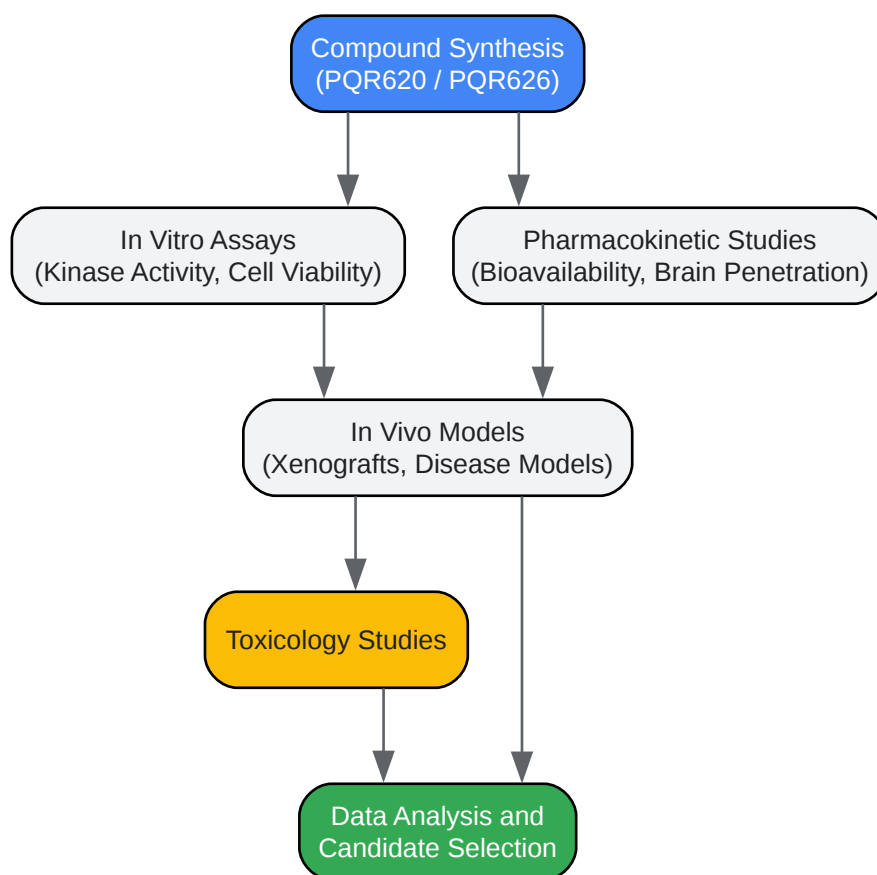 Compound Synthesis
(PQR620 / PQR626)
In Vitro Assays
(Kinase Activity, Cell Viability)
Pharmacokinetic Studies
(Bioavailability, Brain Penetration)
In Vivo Models
(Xenografts, Disease Models)
Toxicology Studies
Data Analysis and
Candidate Selection